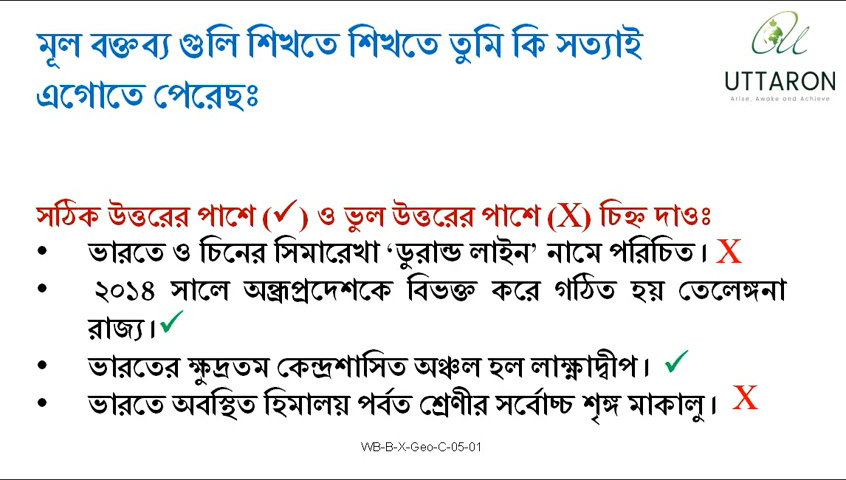 মূল বক্তব্য গুলি শিখতে শিখতে তুমি কি সত্যাই
এগোতে পেরেছঃ
UTTARON
Arise, Awake and Achieve
সঠিক উত্তরের পাশে (✓) ও ভুল উত্তরের পাশে (X) চিহ্ন দাওঃ
• ভারতে ও চিনের সিমারেখা ‘ডুরান্ড লাইন’ নামে পরিচিত। X
• ২০১৪ সালে অন্ধ্রপ্রদেশকে বিভক্ত করে গঠিত হয় তেলেঙ্গনা
রাজ্য। ✓
• ভারতের ক্ষুদ্রতম কেন্দ্রশাসিত অঞ্চল হল লাক্ষাদ্বীপ। ✓
• ভারতে অবস্থিত হিমালয় পর্বত শ্রেণীর সর্বোচ্চ শৃঙ্গ মাকালু। X
WB-B-X-Geo-C-05-01